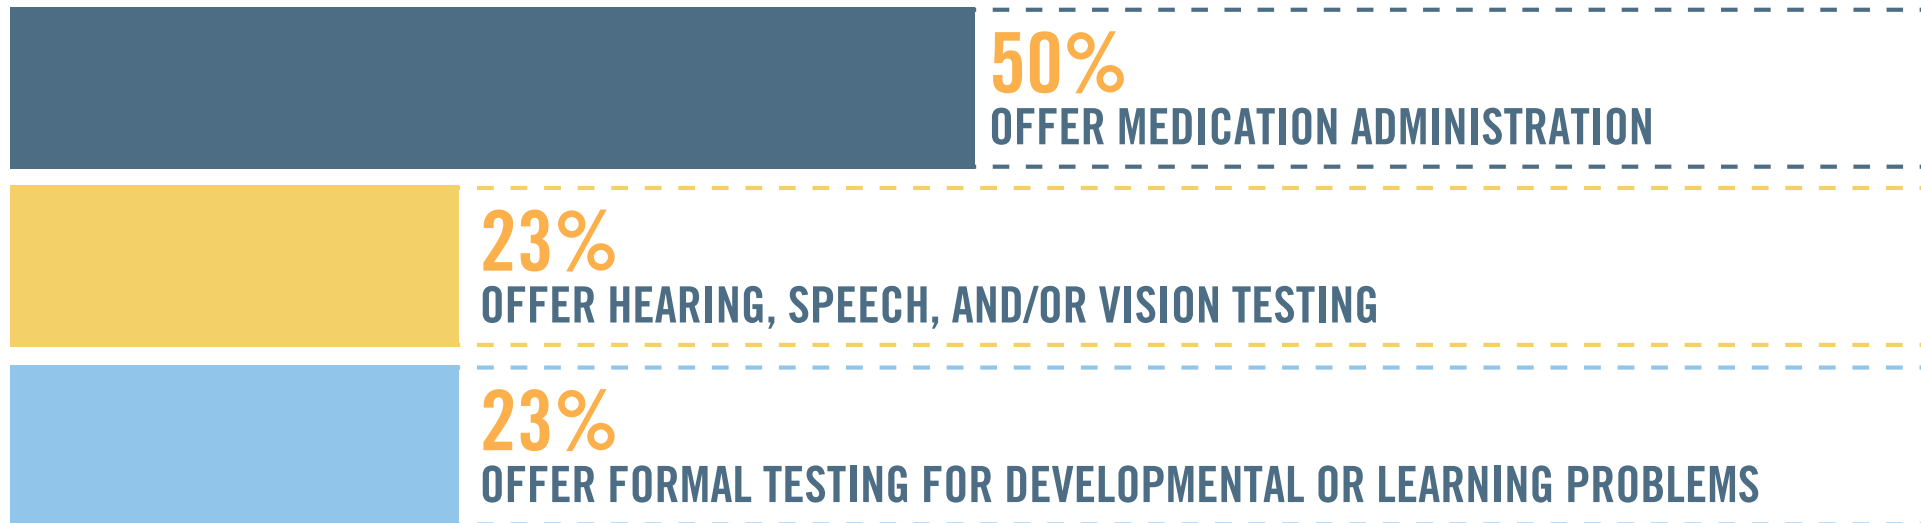 50%
OFFER MEDICATION ADMINISTRATION
23%
OFFER HEARING, SPEECH, AND/OR VISION TESTING
23%
OFFER FORMAL TESTING FOR DEVELOPMENTAL OR LEARNING PROBLEMS